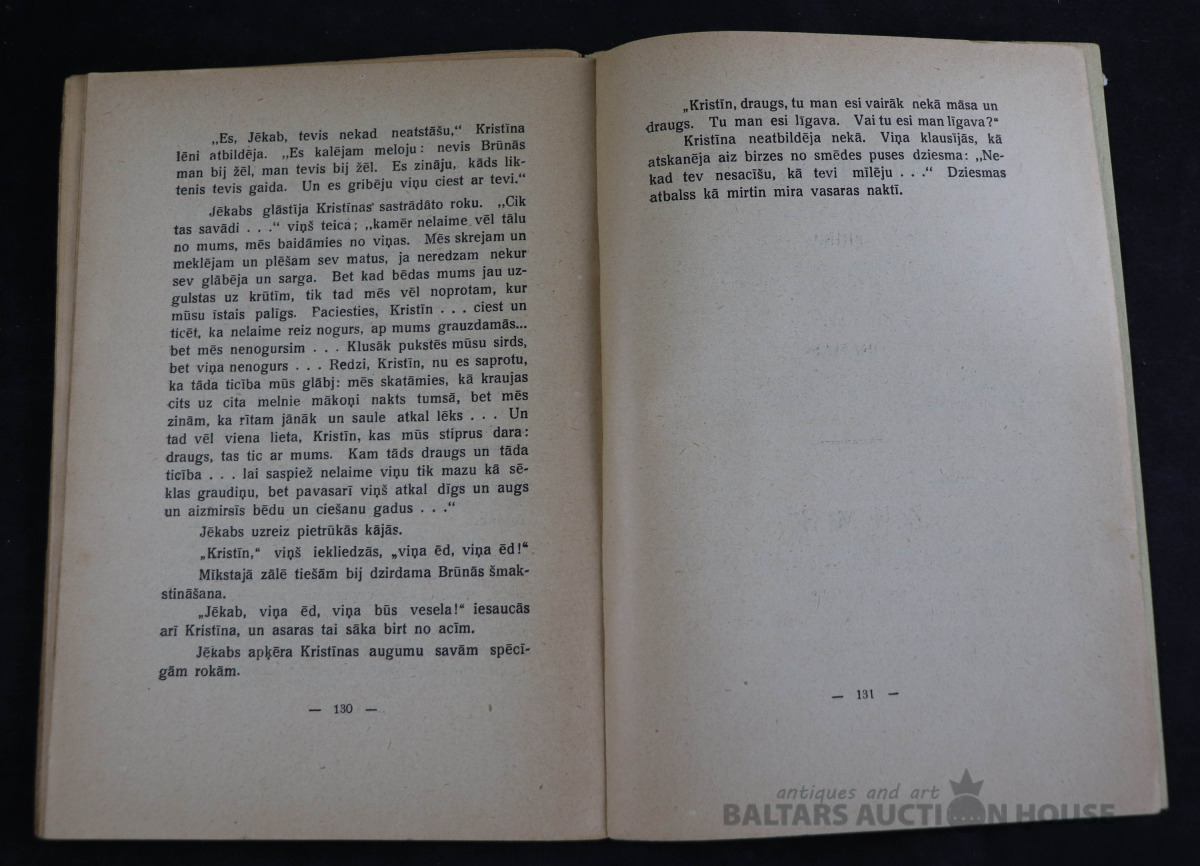 „Es, Jēkab, tevis nekad neatstāšu,“ Kristīna
lēni atbildēja. „Es kalējam meloju: nevis Brūnās
man bij žēl, man tevis bij žēl. Es zināju, kāds lik-
tenis tevis gaida. Un es gribēju viņu ciest ar tevi.“
Jēkabs glāstīja Kristīnas sastrādāto roku. „Cik
tas savādi . . .“ viņš teica; „kamēr nelaime vēl tālu
no mums, mēs baidāmies no viņas. Mēs skrejam un
meklējam un plēšam sev matus, ja neredzam nekur
sev glābēja un sarga. Bet kad bēdas mums jau uz-
gulstas uz krūtīm, tik tad mēs vēl noprotam, kur
mūsu īstais palīgs. Paciesties, Kristīn . . . ciest un
ticēt, ka nelaime reiz nogurs, ap mums grauzdamās...
bet mēs nenogursim . . . Klusāk pukstēs mūsu sirds,
bet viņa nenogurs . . . Redzi, Kristīn, nu es saprotu,
ka tāda ticība mūs glābj: mēs skatāmies, kā kraujas
cits uz cita melnie mākoņi nakts tumsā, bet mēs
zinām, ka rītam jānāk un saule atkal lēks . . . Un
tad vēl viena lieta, Kristīn, kas mūs stiprus dara:
draugs, tas tic ar mums. Kam tāds draugs un tāda
ticība . . . lai saspiež nelaime viņu tik mazu kā sē-
klas graudiņu, bet pavasarī viņš atkal dīgs un augs
un aizmirsīs bēdu un ciešanu gadus . . .“
Jēkabs uzreiz pietrūkās kājās.
„Kristīn,“ viņš iekliedzās, „viņa ēd, viņa ēd!“
Mīkstajā zālē tiešām bij dzirdama Brūnās šmak-
stināšana.
„Jēkab, viņa ēd, viņa būs vesela!“ iesaucās
arī Kristīna, un asaras tai sāka birt no acīm.
Jēkabs apķēra Kristīnas augumu savām spēcī-
gām rokām.
— 130 —
„Kristīn, draugs, tu man esi vairāk nekā māsa un
draugs. Tu man esi līgava. Vai tu esi man līgava?“
Kristīna neatbildēja nekā. Viņa klausījās, kā
atskanēja aiz birzes no smēdes puses dziesma: „Ne-
kad tev nesacīšu, kā tevi mīlēju . . .“ Dziesmas
atbalss kā mirtin mira vasaras naktī.
— 131 —
antiques and art
BALTARS AUCTION HOUSE